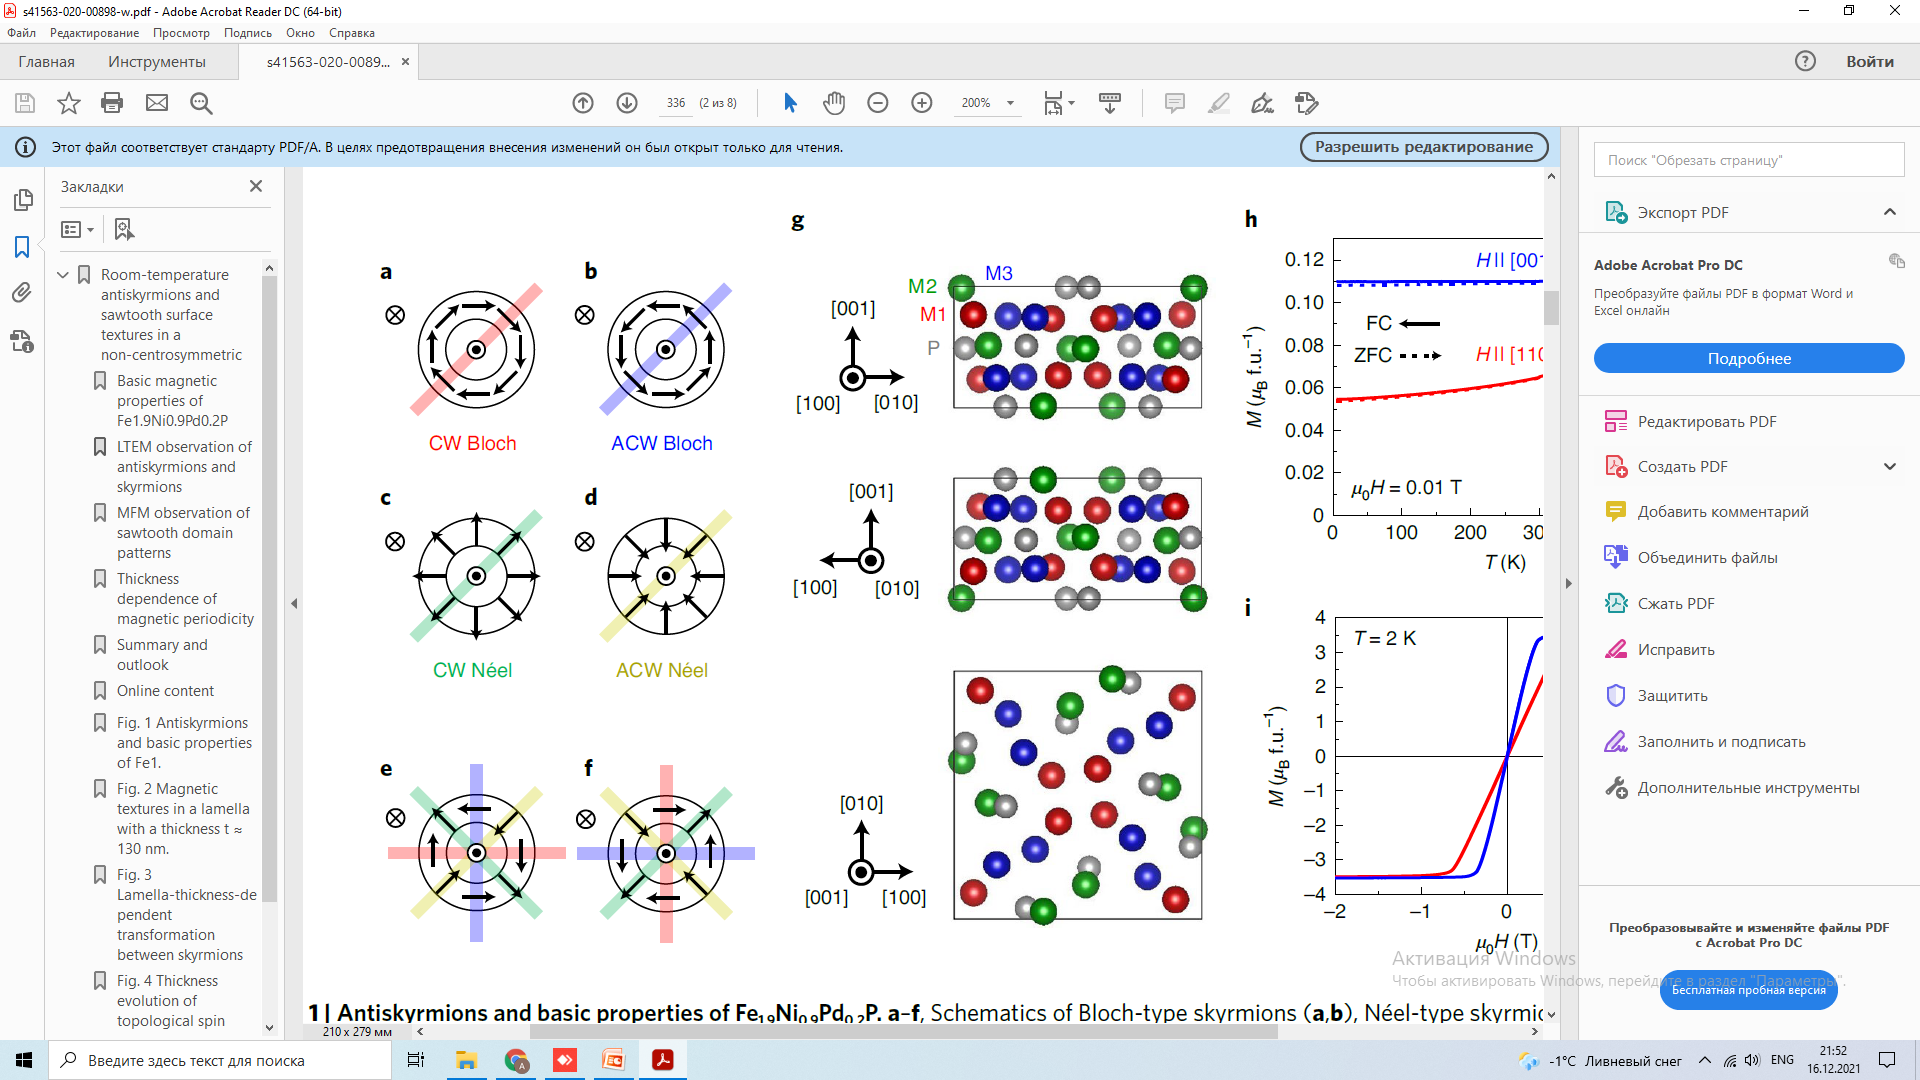 s41563-020-00898-w.pdf - Adobe Acrobat Reader DC (64-bit)
Файл Редактирование Просмотр Подпись Окно Справка
Главная Инструменты s41563-020-0089... × Войти
336 (2 из 8) 200%
Этот файл соответствует стандарту PDF/A. В целях предотвращения внесения изменений он был открыт только для чтения. Разрешить редактирование
Закладки
Room-temperature
antiskyrmions and
sawtooth surface
textures in a
non-centrosymmetric
Basic magnetic
properties of
Fe1.9Ni0.9Pd0.2P
LTEM observation of
antiskyrmions and
skyrmions
MFM observation of
sawtooth domain
patterns
Thickness
dependence of
magnetic periodicity
Summary and
outlook
Online content
Fig. 1 Antiskyrmions
and basic properties
of Fe1.
Fig. 2 Magnetic
textures in a lamella
with a thickness t ≈
130 nm.
Fig. 3
Lamella-thickness-de
pendent
transformation
between skyrmions
Fig. 4 Thickness
evolution of
topological spin
a
b
CW Bloch
ACW Bloch
c
d
CW Néel
ACW Néel
e
f
g
M2
M3
M1
P
[001]
[100]
[010]
[001]
[100]
[010]
[010]
[001]
[100]
h
0.12
0.10
0.08
0.06
0.04
0.02
0
M (μB f.u.−1)
H || [001
FC
ZFC
H || [110
μ0H = 0.01 T
0 100 200 30
T (K)
i
4
3
2
1
0
−1
−2
−3
−4
M (μB f.u.−1)
T = 2 K
−2 −1 0
μ0H (T)
1 | Antiskyrmions and basic properties of Fe1.9Ni0.9Pd0.2P. a–f, Schematics of Bloch-type skyrmions (a,b), Néel-type skyrmic
210 x 279 мм
Поиск "Обрезать страницу"
Экспорт PDF
Adobe Acrobat Pro DC
Преобразуйте файлы PDF в формат Word и
Excel онлайн
Подробнее
Редактировать PDF
Создать PDF
Добавить комментарий
Объединить файлы
Сжать PDF
Исправить
Защитить
Заполнить и подписать
Дополнительные инструменты
Преобразовывайте и изменяйте файлы PDF
с Acrobat Pro DC
Активация Windows
Чтобы активировать Windows, перейдите в раздел "Параметры".
Бесплатная пробная версия
Введите здесь текст для поиска
-1°C Ливневый снег ENG
21:52
16.12.2021